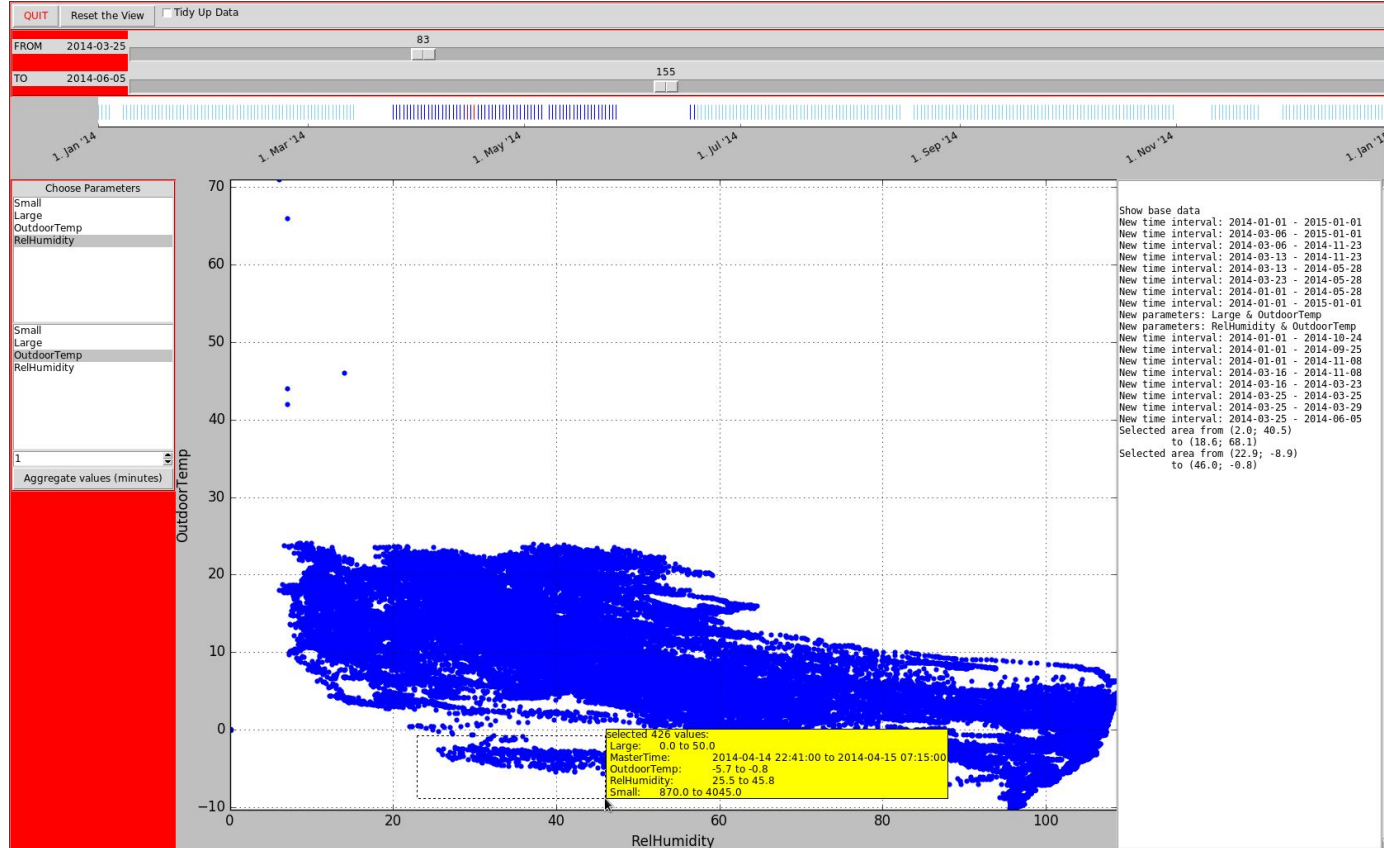 QUIT Reset the View Tidy Up Data
83
FROM 2014-03-25
155
TO 2014-06-05
1. Jan '14 1. Mar '14 1. May '14 1. Jul '14 1. Sep '14 1. Nov '14 1. Jan '1
Choose Parameters
Small
Large
OutdoorTemp
RelHumidity
Small
Large
OutdoorTemp
RelHumidity
1
Aggregate values (minutes)
OutdoorTemp
70
60
50
40
30
20
10
0
−10
0 20 40 60 80 100
RelHumidity
selected 426 values:
Large: 0.0 to 50.0
MasterTime: 2014-04-14 22:41:00 to 2014-04-15 07:15:00
OutdoorTemp: -5.7 to -0.8
RelHumidity: 25.5 to 45.8
Small: 870.0 to 4045.0
Show base data
New time interval: 2014-01-01 - 2015-01-01
New time interval: 2014-03-06 - 2015-01-01
New time interval: 2014-03-06 - 2014-11-23
New time interval: 2014-03-13 - 2014-11-23
New time interval: 2014-03-13 - 2014-05-28
New time interval: 2014-03-23 - 2014-05-28
New time interval: 2014-01-01 - 2014-05-28
New time interval: 2014-01-01 - 2015-01-01
New parameters: Large & OutdoorTemp
New parameters: RelHumidity & OutdoorTemp
New time interval: 2014-01-01 - 2014-10-24
New time interval: 2014-01-01 - 2014-09-25
New time interval: 2014-01-01 - 2014-11-08
New time interval: 2014-03-16 - 2014-11-08
New time interval: 2014-03-16 - 2014-03-23
New time interval: 2014-03-25 - 2014-03-25
New time interval: 2014-03-25 - 2014-03-29
New time interval: 2014-03-25 - 2014-06-05
Selected area from (2.0; 40.5)
to (18.6; 68.1)
Selected area from (22.9; -8.9)
to (46.0; -0.8)